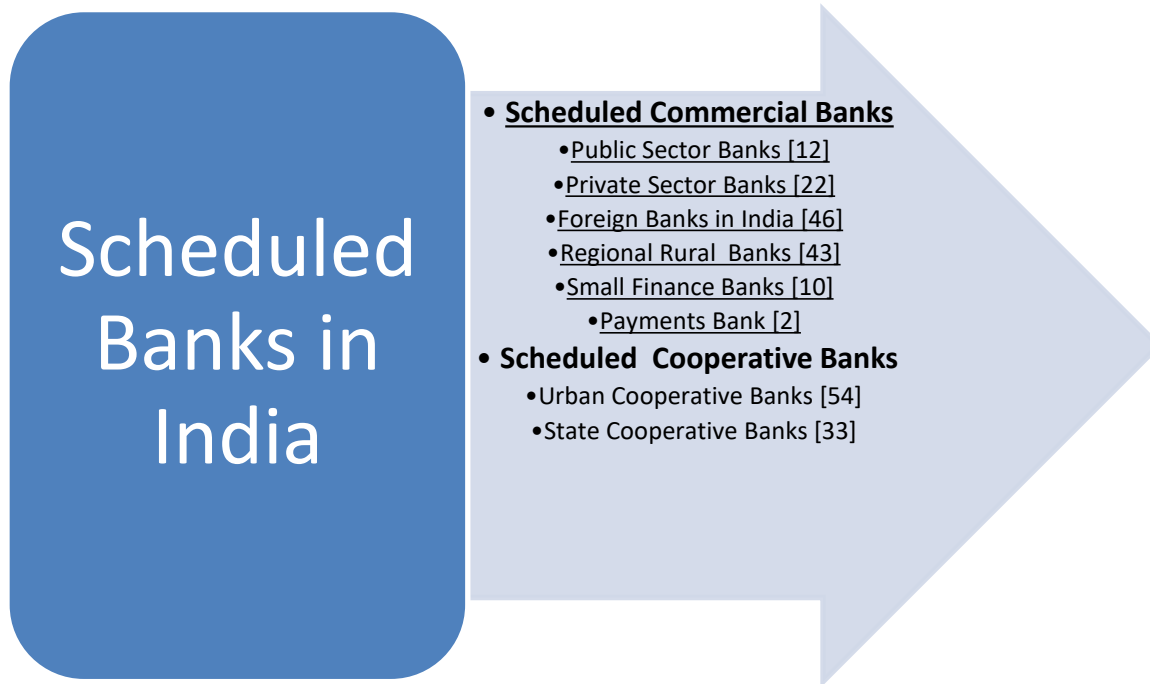 Scheduled
Banks in
India
• Scheduled Commercial Banks
•Public Sector Banks [12]
•Private Sector Banks [22]
•Foreign Banks in India [46]
•Regional Rural  Banks [43]
•Small Finance Banks [10]
•Payments Bank [2]
• Scheduled  Cooperative Banks
•Urban Cooperative Banks [54]
•State Cooperative Banks [33]